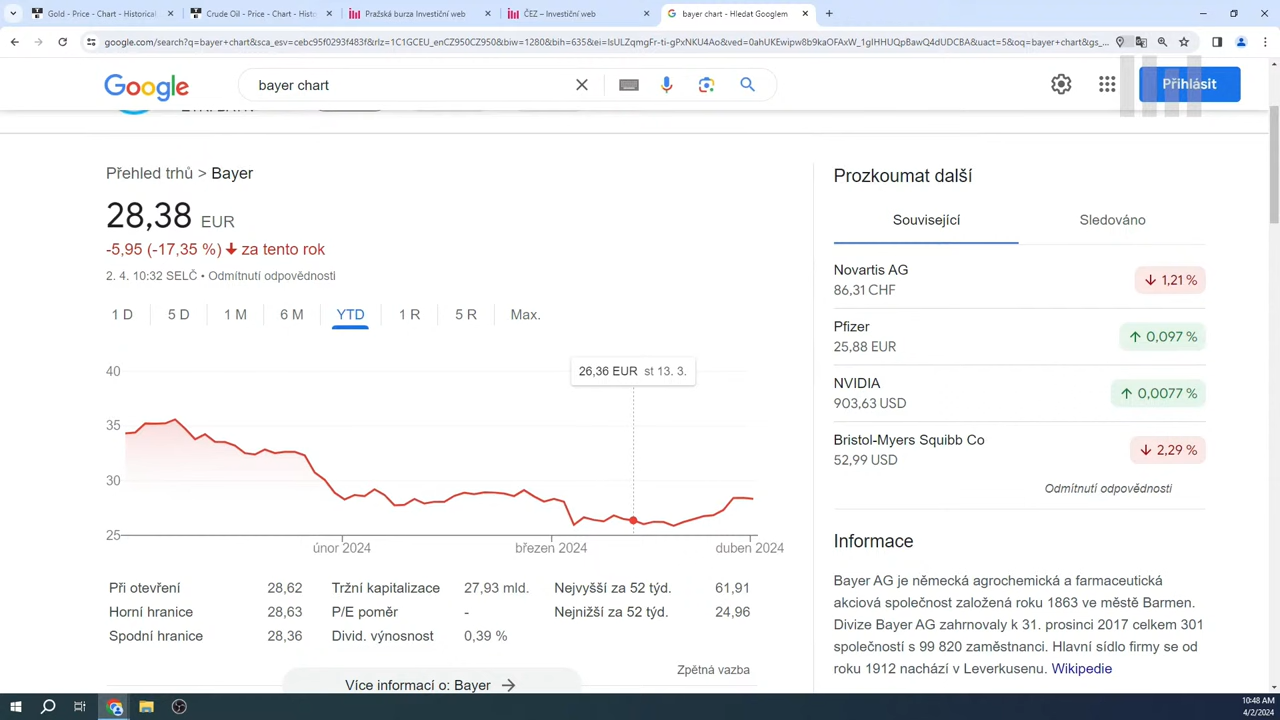 Gold - Price - Chart - Historical
Crude Oil - Price - Chart - Histo
Pražská burza Investiční web
ČEZ – Investiční web
bayer chart - Hledat Googlem
google.com/search?q=bayer+chart&sca_esv=cebc95f0293f483f&rlz=1C1GCEU_enCZ950CZ950&biw=1280&bih=635&ei=IsULZqmgFr-ti-gPxNKU4Ao&ved=0ahUKEwipw8b9kaOFAxW_1gIHHUQpBawQ4dUDCBA&uact=5&oq=bayer+chart&gs_...
Google
bayer chart
Přihlásit
Přehled trhů > Bayer
28,38 EUR
-5,95 (-17,35 %) za tento rok
2. 4. 10:32 SELČ • Odmítnutí odpovědnosti
1 D
5 D
1 M
6 M
YTD
1 R
5 R
Max.
40
35
30
25
26,36 EUR st 13. 3.
únor 2024
březen 2024
duben 2024
Při otevření 28,62
Horní hranice 28,63
Spodní hranice 28,36
Tržní kapitalizace 27,93 mld.
P/E poměr -
Divid. výnosnost 0,39 %
Nejvyšší za 52 týd. 61,91
Nejnižší za 52 týd. 24,96
Zpětná vazba
Více informací o: Bayer
Prozkoumat další
Související
Sledováno
Novartis AG
86,31 CHF
1,21 %
Pfizer
25,88 EUR
0,097 %
NVIDIA
903,63 USD
0,0077 %
Bristol-Myers Squibb Co
52,99 USD
2,29 %
Odmítnutí odpovědnosti
Informace
Bayer AG je německá agrochemická a farmaceutická
akciová společnost založená roku 1863 ve městě Barmen.
Divize Bayer AG zahrnovaly k 31. prosinci 2017 celkem 301
společností s 99 820 zaměstnanci. Hlavní sídlo firmy se od
roku 1912 nachází v Leverkusenu. Wikipedie
10:48 AM
4/2/2024